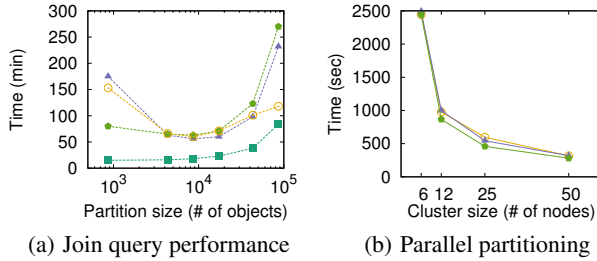 300
250
200
150
100
50
0
Time (min)
10^3 10^4 10^5
Partition size (# of objects)
(a) Join query performance
2500
2000
1500
1000
500
0
Time (sec)
6 12 25 50
Cluster size (# of nodes)
(b) Parallel partitioning